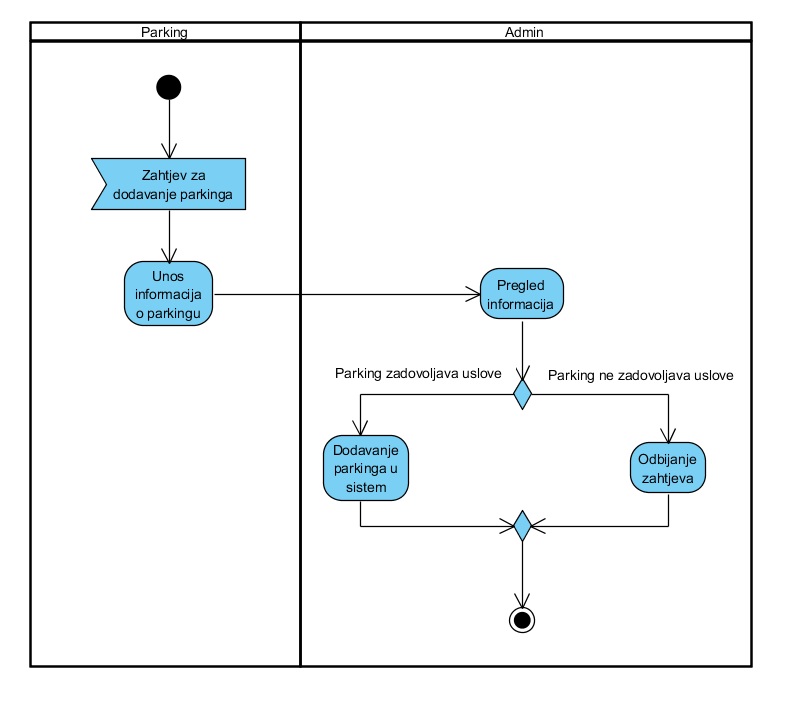 Parking
Admin
Zahtjev za
dodavanje parkinga
Unos
informacija
o parkingu
Pregled
informacija
Parking zadovoljava uslove
Parking ne zadovoljava uslove
Dodavanje
parkinga u
sistem
Odbijanje
zahtjeva